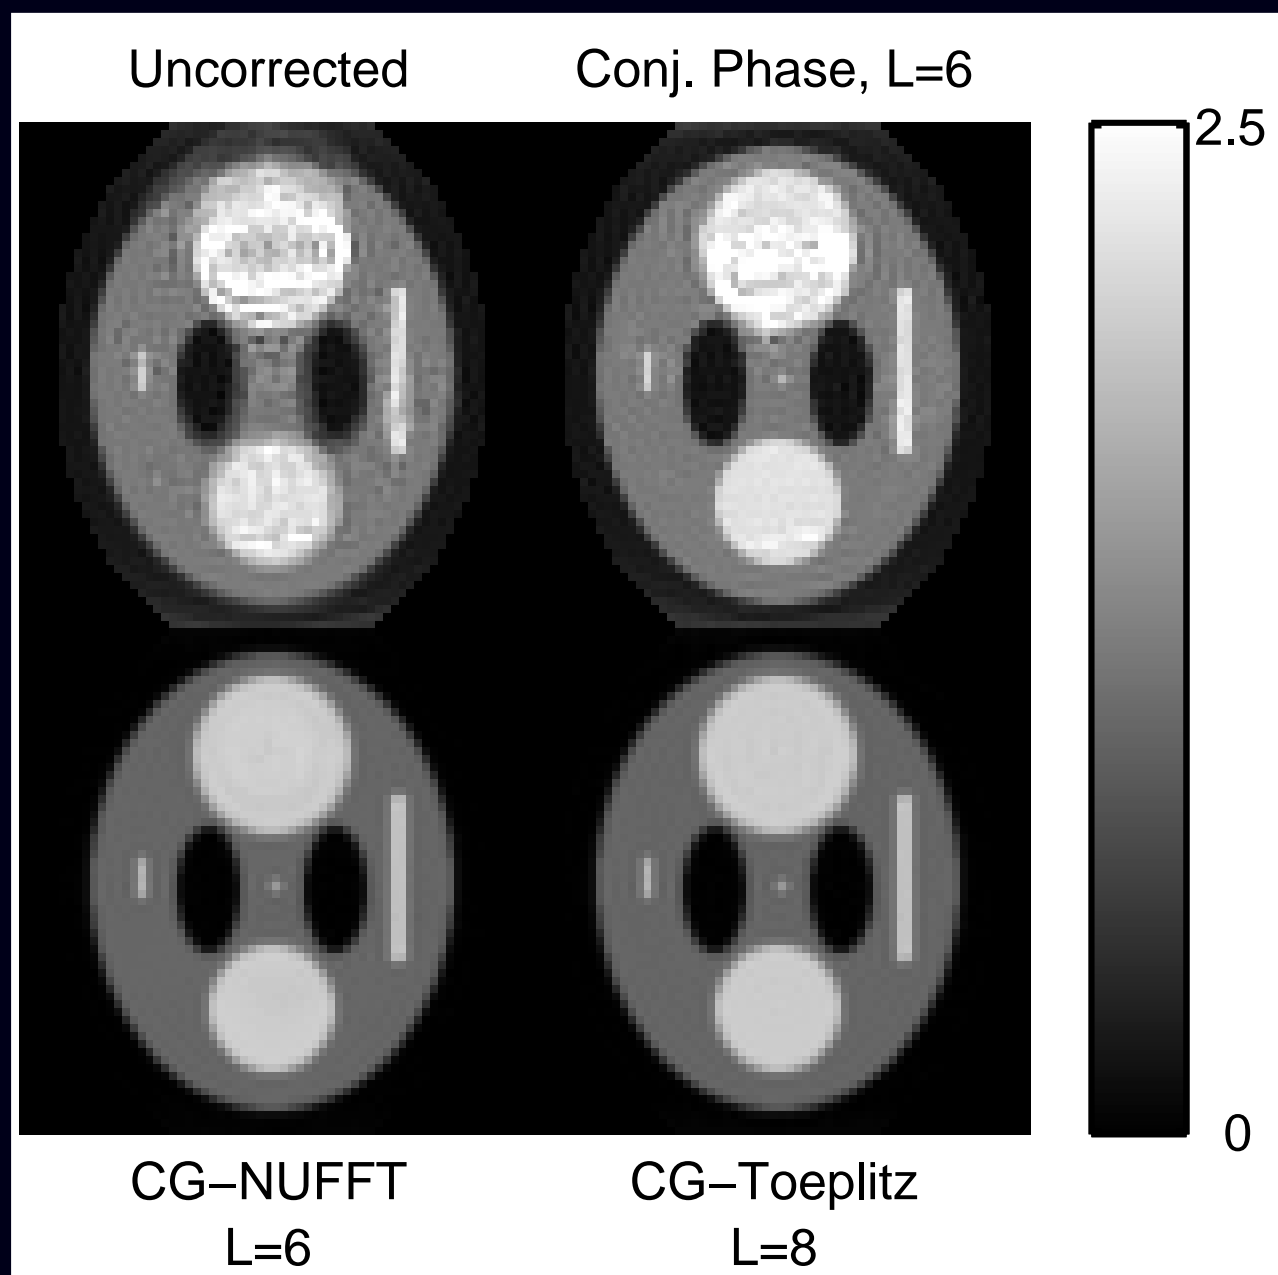 Uncorrected
Conj. Phase, L=6
2.5
0
CG–NUFFT
L=6
CG–Toeplitz
L=8